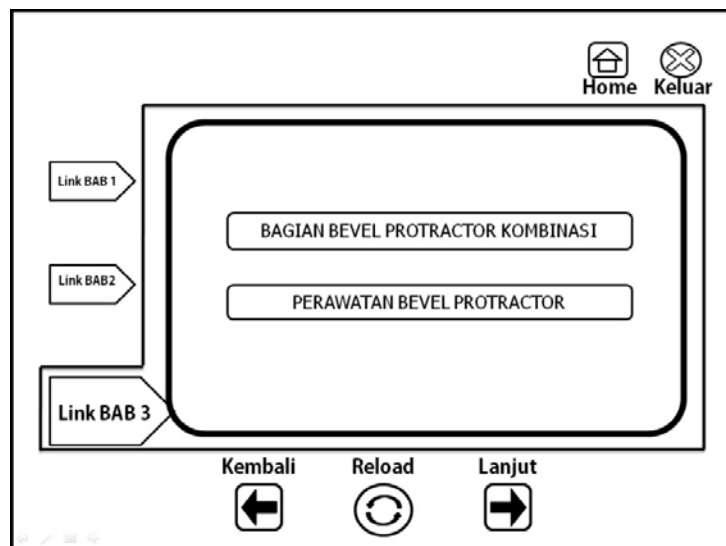 Home Keluar
Link BAB 1
BAGIAN BEVEL PROTRACTOR KOMBINASI
Link BAB2
PERAWATAN BEVEL PROTRACTOR
Link BAB 3
Kembali Reload Lanjut